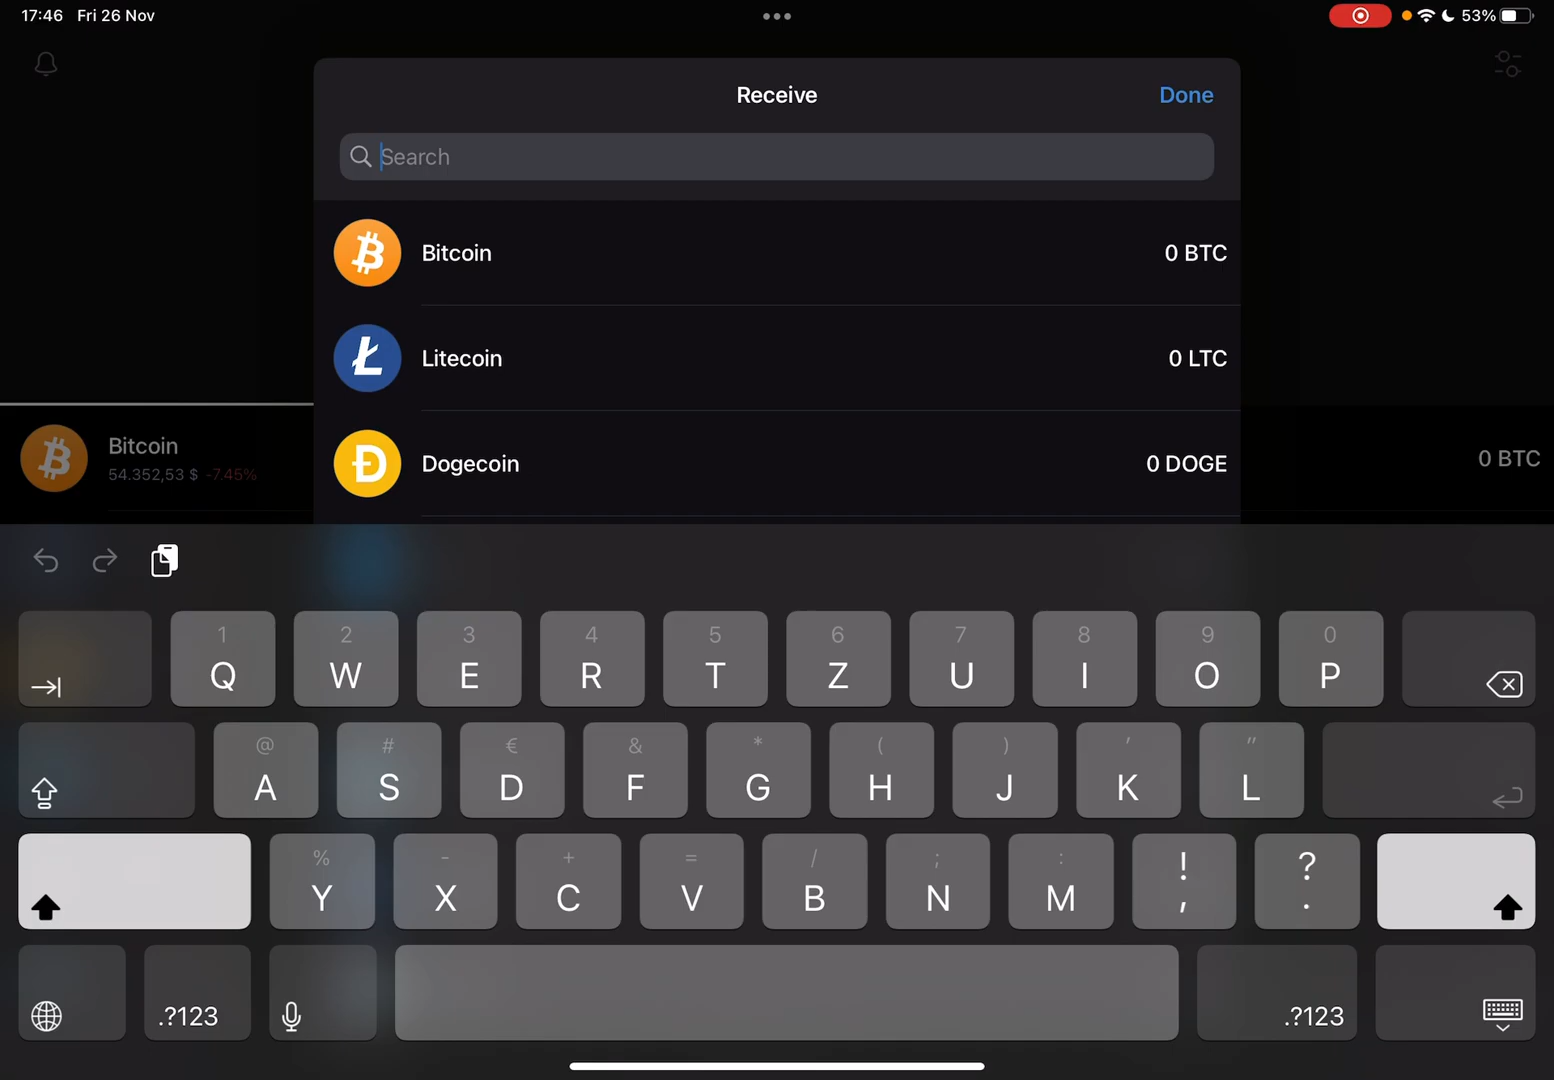 17:46 Fri 26 Nov
53%
Receive
Done
Search
Bitcoin
0 BTC
Litecoin
0 LTC
Dogecoin
0 DOGE
Bitcoin
54.352,53 $ -7.45%
0 BTC
1 2 3 4 5 6 7 8 9 0
Q W E R T Z U I O P
@ # € & * ( ) ' "
A S D F G H J K L
% - + = / ; : ! ?
Y X C V B N M , .
.?123
.?123